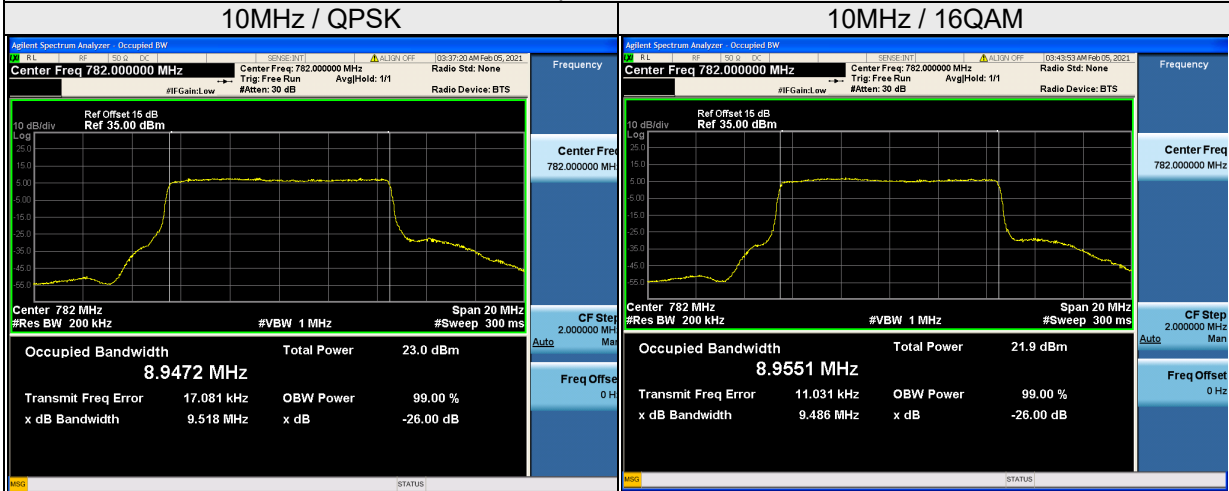 10MHz / QPSK
Agilent Spectrum Analyzer - Occupied BW
RL RF 50 Ω DC SENSE:INT ALIGN OFF 03:37:20 AM Feb 05, 2021
Center Freq 782.000000 MHz
Center Freq: 782.000000 MHz
Radio Std: None
Trig: Free Run Avg|Hold: 1/1
#IFGain:Low #Atten: 30 dB Radio Device: BTS
Ref Offset 15 dB
10 dB/div Ref 35.00 dBm
Log
25.0
15.0
5.00
-5.00
-15.0
-25.0
-35.0
-45.0
-55.0
Center 782 MHz Span 20 MHz
#Res BW 200 kHz #VBW 1 MHz #Sweep 300 ms
Occupied Bandwidth Total Power 23.0 dBm
8.9472 MHz
Transmit Freq Error 17.081 kHz OBW Power 99.00 %
x dB Bandwidth 9.518 MHz x dB -26.00 dB
MSG STATUS
Frequency
Center Fre
782.000000 MH
CF Step
2.000000 MH
Auto Ma
Freq Offse
0 H
10MHz / 16QAM
Agilent Spectrum Analyzer - Occupied BW
RL RF 50 Ω DC SENSE:INT ALIGN OFF 03:43:53 AM Feb 05, 2021
Center Freq 782.000000 MHz
Center Freq: 782.000000 MHz
Radio Std: None
Trig: Free Run Avg|Hold: 1/1
#IFGain:Low #Atten: 30 dB Radio Device: BTS
Ref Offset 15 dB
10 dB/div Ref 35.00 dBm
Log
25.0
15.0
5.00
-5.00
-15.0
-25.0
-35.0
-45.0
-55.0
Center 782 MHz Span 20 MHz
#Res BW 200 kHz #VBW 1 MHz #Sweep 300 ms
Occupied Bandwidth Total Power 21.9 dBm
8.9551 MHz
Transmit Freq Error 11.031 kHz OBW Power 99.00 %
x dB Bandwidth 9.486 MHz x dB -26.00 dB
MSG STATUS
Frequency
Center Freq
782.000000 MHz
CF Step
2.000000 MHz
Auto Man
Freq Offset
0 Hz